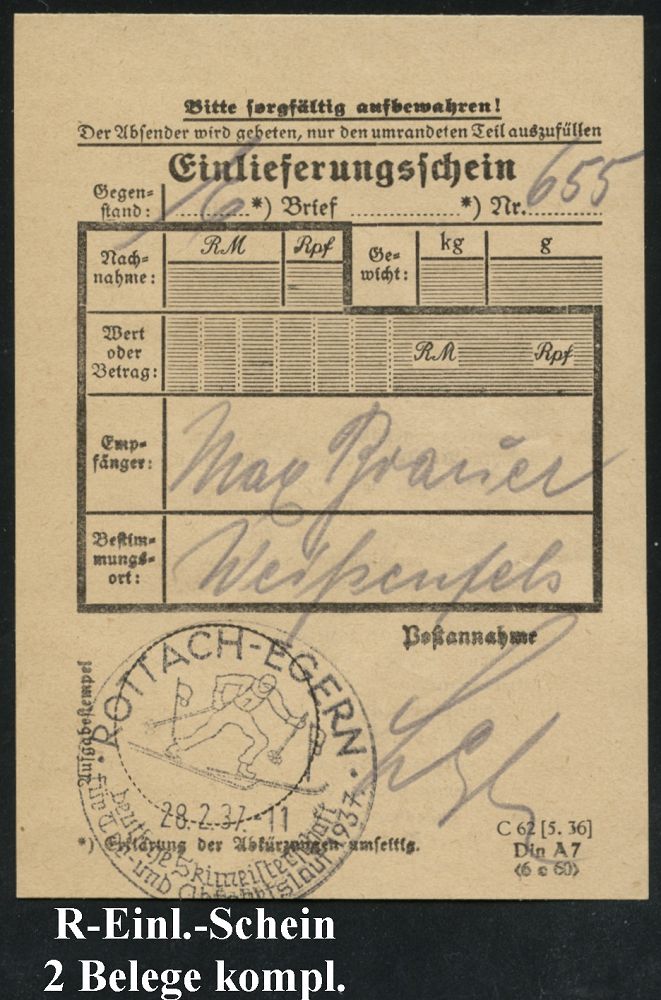 Bitte sorgfältig aufbewahren!
Der Absender wird gebeten, nur den umrandeten Teil auszufüllen
Einlieferungsschein
Gegen-
stand: *) Brief *) Nr. 655
Nach-
nahme:
RM Rpf
Ge-
wicht:
kg g
Wert
oder
Betrag:
RM Rpf
Emp-
fänger:
Max Brauer
Bestim-
mungs-
ort:
Weißenfels
Postannahme
Aufgabestempel
ROTTACH-EGERN
28.2.37.-11
Deutsche Skimeisterschaft
für Tor- und Abfahrtslauf 1937
*) Erklärung der Abkürzungen umseitig.
C 62 [5. 36]
Din A7
(6 c 60)
R-Einl.-Schein
2 Belege kompl.